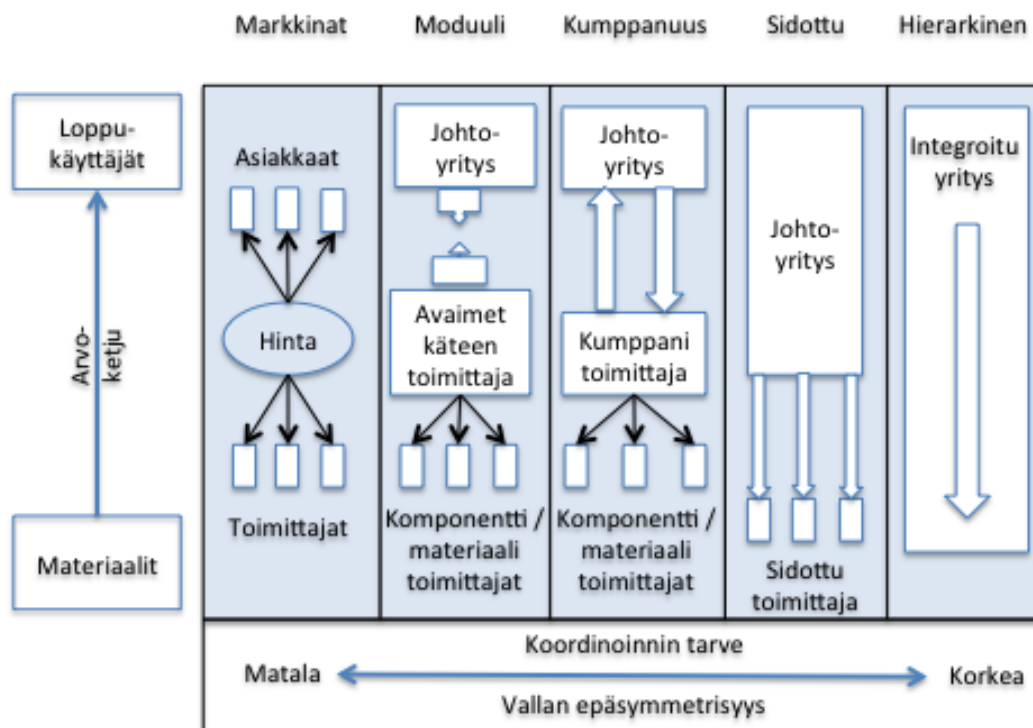 Markkinat
Moduuli
Kumppanuus
Sidottu
Hierarkinen
Loppu-
käyttäjät
Arvo-
ketju
Materiaalit
Asiakkaat
Hinta
Toimittajat
Johto-
yritys
Avaimet
käteen
toimittaja
Komponentti /
materiaali
toimittajat
Johto-
yritys
Kumppani
toimittaja
Komponentti /
materiaali
toimittajat
Johto-
yritys
Sidottu
toimittaja
Integroitu
yritys
Koordinoinnin tarve
Matala
Korkea
Vallan epäsymmetrisyys